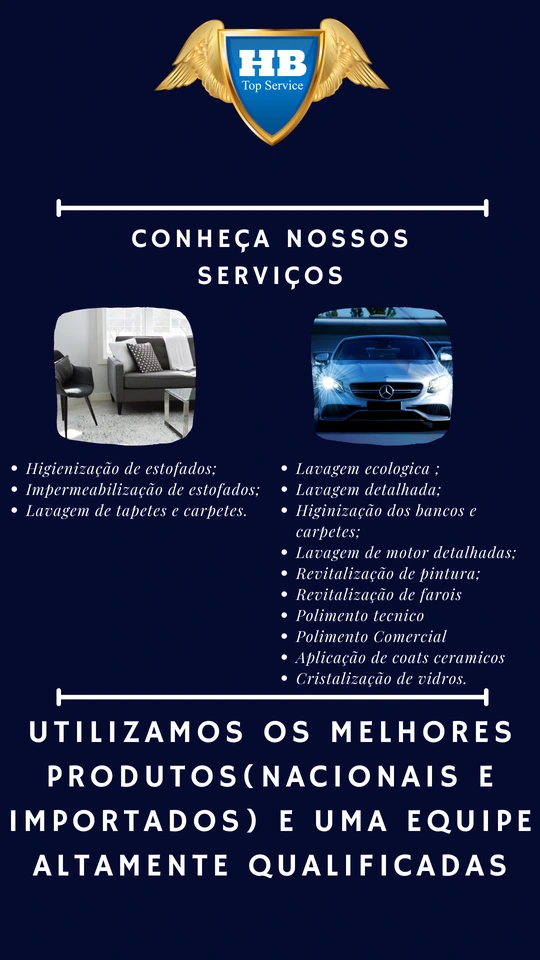 HB
Top Service
CONHEÇA NOSSOS
SERVIÇOS
Higienização de estofados;
Impermeabilização de estofados;
Lavagem de tapetes e carpetes.
Lavagem ecologica ;
Lavagem detalhada;
Higinização dos bancos e
carpetes;
Lavagem de motor detalhadas;
Revitalização de pintura;
Revitalização de farois
Polimento tecnico
Polimento Comercial
Aplicação de coats ceramicos
Cristalização de vidros.
UTILIZAMOS OS MELHORES
PRODUTOS(NACIONAIS E
IMPORTADOS) E UMA EQUIPE
ALTAMENTE QUALIFICADAS